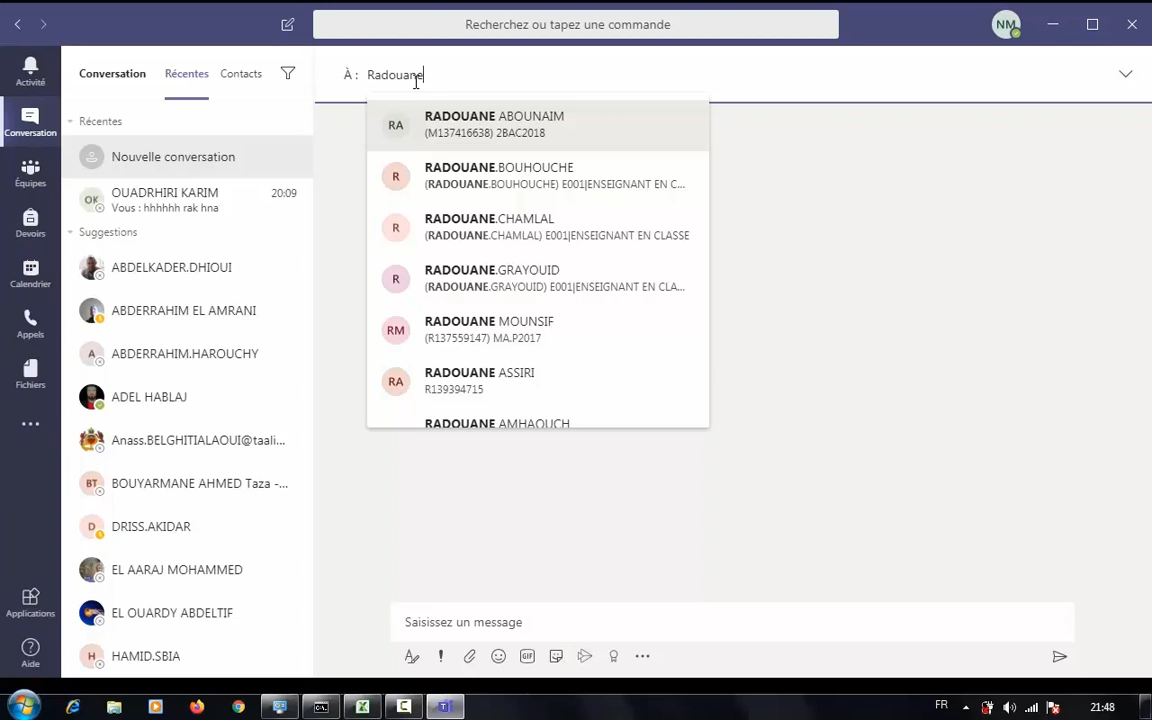 Recherchez ou tapez une commande
NM
Activité
Conversation
Équipes
Devoirs
Calendrier
Appels
Fichiers
Applications
Aide
Conversation Récentes Contacts
Récentes
Nouvelle conversation
OK
OUADRHIRI KARIM 20:09
Vous : hhhhhh rak hna
Suggestions
ABDELKADER.DHIOUI
ABDERRAHIM EL AMRANI
A ABDERRAHIM.HAROUCHY
ADEL HABLAJ
Anass.BELGHITIALAOUI@taali...
BT BOUYARMANE AHMED Taza -...
D DRISS.AKIDAR
EL AARAJ MOHAMMED
EL OUARDY ABDELTIF
H HAMID.SBIA
À : Radouane
RA
RADOUANE ABOUNAIM
(M137416638) 2BAC2018
R
RADOUANE.BOUHOUCHE
(RADOUANE.BOUHOUCHE) E001|ENSEIGNANT EN C...
R
RADOUANE.CHAMLAL
(RADOUANE.CHAMLAL) E001|ENSEIGNANT EN CLASSE
R
RADOUANE.GRAYOUID
(RADOUANE.GRAYOUID) E001|ENSEIGNANT EN CLA...
RM
RADOUANE MOUNSIF
(R137559147) MA.P2017
RA
RADOUANE ASSIRI
R139394715
RADOUANE AMHAOUCH
Saisissez un message
GIF
FR 21:48